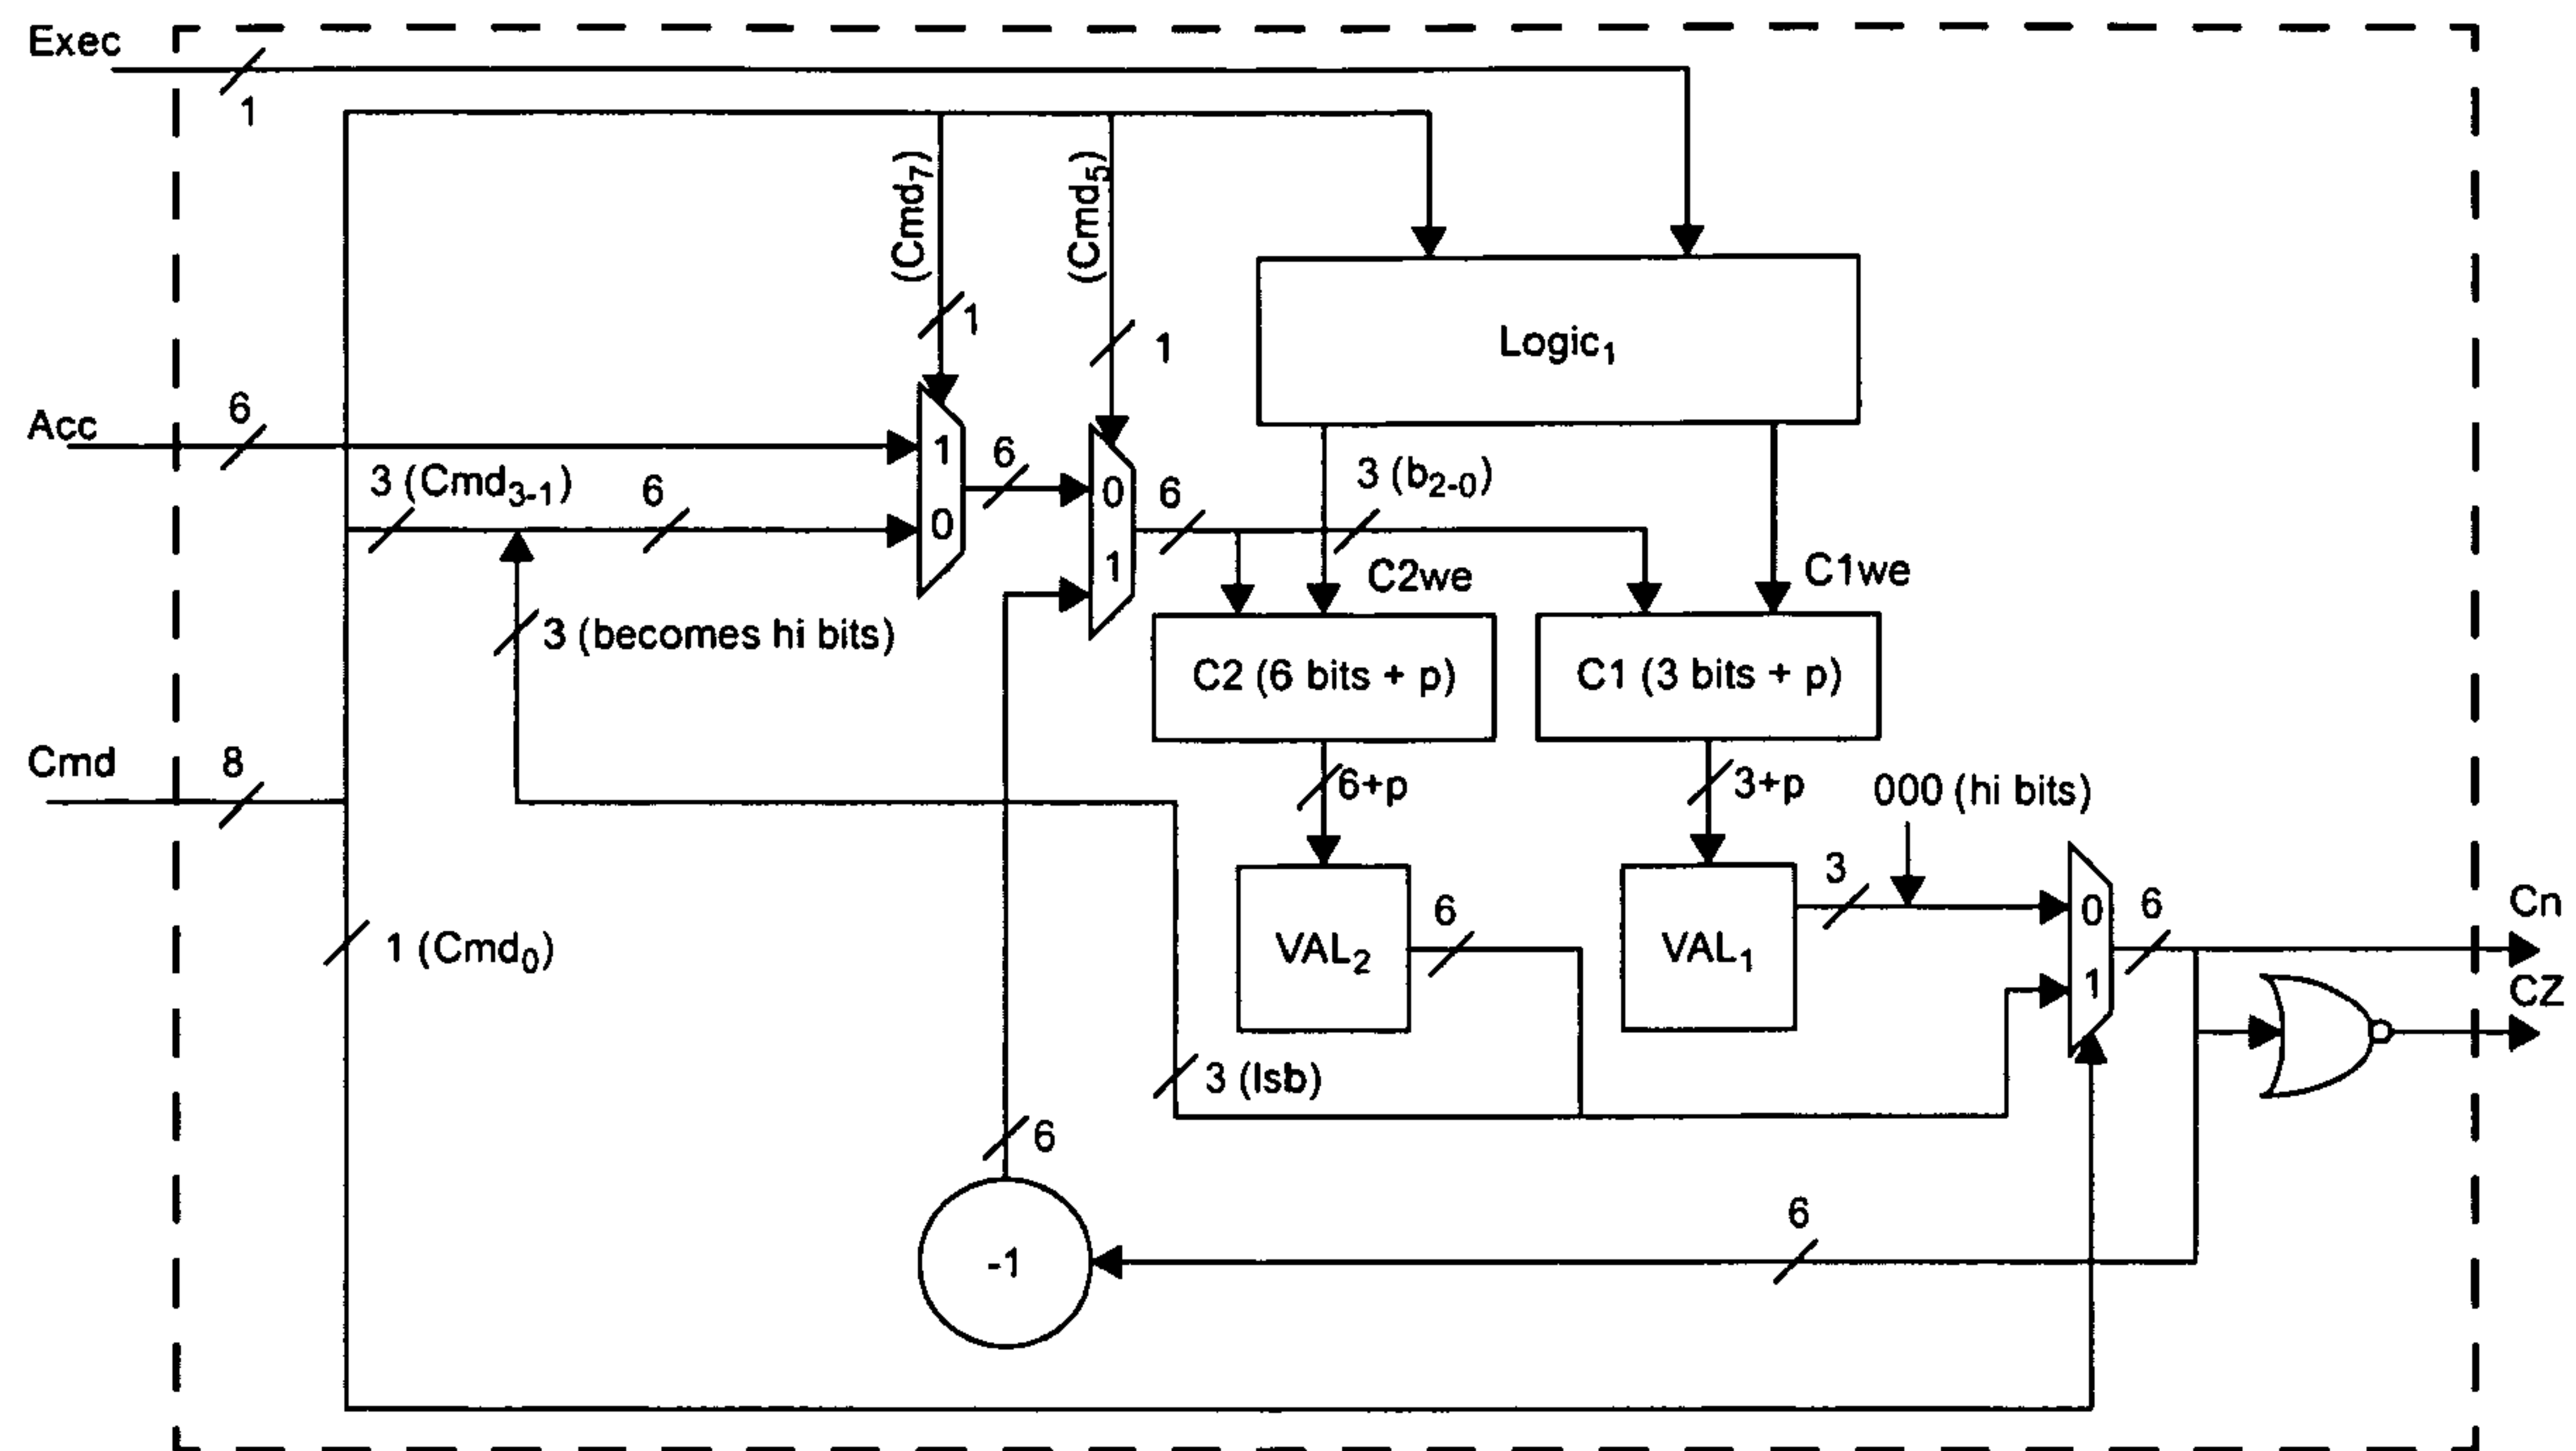 Exec
1
(Cmd7)
(Cmd5)
1
1
Logic1
Acc
6
3 (Cmd3-1)
6
1
0
6
0
1
6
3 (b2-0)
C2we
C1we
3 (becomes hi bits)
C2 (6 bits + p)
C1 (3 bits + p)
Cmd
8
6+p
3+p
000 (hi bits)
1 (Cmd0)
VAL2
6
VAL1
3
0
1
6
Cn
CZ
3 (lsb)
6
-1
6